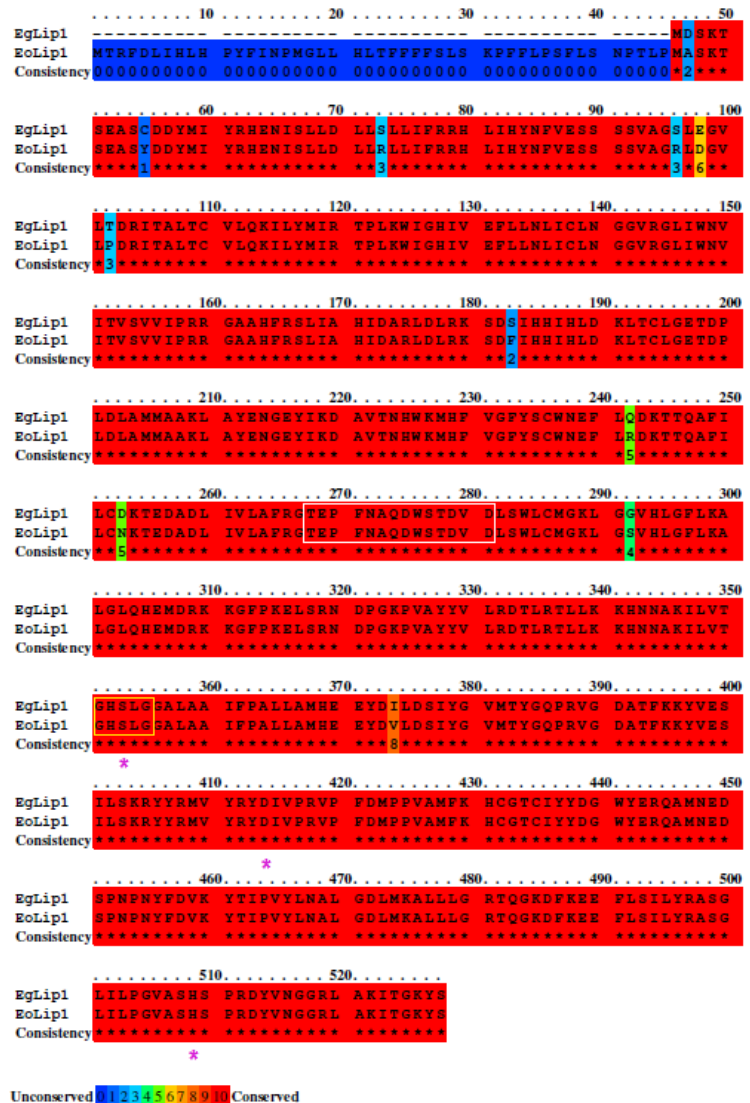 . . . . . . . . . 10. . . . . . . . . 20. . . . . . . . . 30. . . . . . . . . 40. . . . . . . . . 50
EgLip1 ---------- ---------- ---------- ---------- -----MDSKT
EoLip1 MTRFDLIHLH PYFINPMGLL HLTFFFFSLS KPFFLPSFLS NPTLPMASKT
Consistency 0000000000 0000000000 0000000000 0000000000 00000*2***
. . . . . . . . . 60. . . . . . . . . 70. . . . . . . . . 80. . . . . . . . . 90. . . . . . . . . 100
EgLip1 SEASCDDYMI YRHENISLLD LLSLLIFRRH LIHYNFVESS SSVAGSLEGV
EoLip1 SEASYDDYMI YRHENISLLD LLRLLIFRRH LIHYNFVESS SSVAGRLDGV
Consistency ****1***** ********** **3******* ********** *****3*6**
. . . . . . . . . 110. . . . . . . . . 120. . . . . . . . . 130. . . . . . . . . 140. . . . . . . . . 150
EgLip1 LTDRITALTC VLQKILYMIR TPLKWIGHIV EFLLNLICLN GGVRGLIWNV
EoLip1 LPDRITALTC VLQKILYMIR TPLKWIGHIV EFLLNLICLN GGVRGLIWNV
Consistency *3******** ********** ********** ********** **********
. . . . . . . . . 160. . . . . . . . . 170. . . . . . . . . 180. . . . . . . . . 190. . . . . . . . . 200
EgLip1 ITVSVVIPRR GAAHFRSLIA HIDARLDLRK SDSIHHIHLD KLTCLGETDP
EoLip1 ITVSVVIPRR GAAHFRSLIA HIDARLDLRK SDFIHHIHLD KLTCLGETDP
Consistency ********** ********** ********** **2******* **********
. . . . . . . . . 210. . . . . . . . . 220. . . . . . . . . 230. . . . . . . . . 240. . . . . . . . . 250
EgLip1 LDLAMMAAKL AYENGEYIKD AVTNHWKMHF VGFYSCWNEF LQDKTTQAFI
EoLip1 LDLAMMAAKL AYENGEYIKD AVTNHWKMHF VGFYSCWNEF LRDKTTQAFI
Consistency ********** ********** ********** ********** *5********
. . . . . . . . . 260. . . . . . . . . 270. . . . . . . . . 280. . . . . . . . . 290. . . . . . . . . 300
EgLip1 LCDKTEDADL IVLAFRGTEP FNAQDWSTDV DLSWLCMGKL GGVHLGFLKA
EoLip1 LCNKTEDADL IVLAFRGTEP FNAQDWSTDV DLSWLCMGKL GSVHLGFLKA
Consistency **5******* ********** ********** ********** *4********
. . . . . . . . . 310. . . . . . . . . 320. . . . . . . . . 330. . . . . . . . . 340. . . . . . . . . 350
EgLip1 LGLQHEMDRK KGFPKELSRN DPGKPVAYYV LRDTLRTLLK KHNNAKILVT
EoLip1 LGLQHEMDRK KGFPKELSRN DPGKPVAYYV LRDTLRTLLK KHNNAKILVT
Consistency ********** ********** ********** ********** **********
. . . . . . . . . 360. . . . . . . . . 370. . . . . . . . . 380. . . . . . . . . 390. . . . . . . . . 400
EgLip1 GHSLGGALAA IFPALLAMHE EYDILDSIYG VMTYGQPRVG DATFKKYVES
EoLip1 GHSLGGALAA IFPALLAMHE EYDVLDSIYG VMTYGQPRVG DATFKKYVES
Consistency ********** ********** ***8****** ********** **********
*
. . . . . . . . . 410. . . . . . . . . 420. . . . . . . . . 430. . . . . . . . . 440. . . . . . . . . 450
EgLip1 ILSKRYYRMV YRYDIVPRVP FDMPPVAMFK HCGTCIYYDG WYERQAMNED
EoLip1 ILSKRYYRMV YRYDIVPRVP FDMPPVAMFK HCGTCIYYDG WYERQAMNED
Consistency ********** ********** ********** ********** **********
*
. . . . . . . . . 460. . . . . . . . . 470. . . . . . . . . 480. . . . . . . . . 490. . . . . . . . . 500
EgLip1 SPNPNYFDVK YTIPVYLNAL GDLMKALLLG RTQGKDFKEE FLSILYRASG
EoLip1 SPNPNYFDVK YTIPVYLNAL GDLMKALLLG RTQGKDFKEE FLSILYRASG
Consistency ********** ********** ********** ********** **********
. . . . . . . . . 510. . . . . . . . . 520. . . . . . . .
EgLip1 LILPGVASHS PRDYVNGGRL AKITGKYS
EoLip1 LILPGVASHS PRDYVNGGRL AKITGKYS
Consistency ********** ********** ********
*
Unconserved 0 1 2 3 4 5 6 7 8 9 10 Conserved